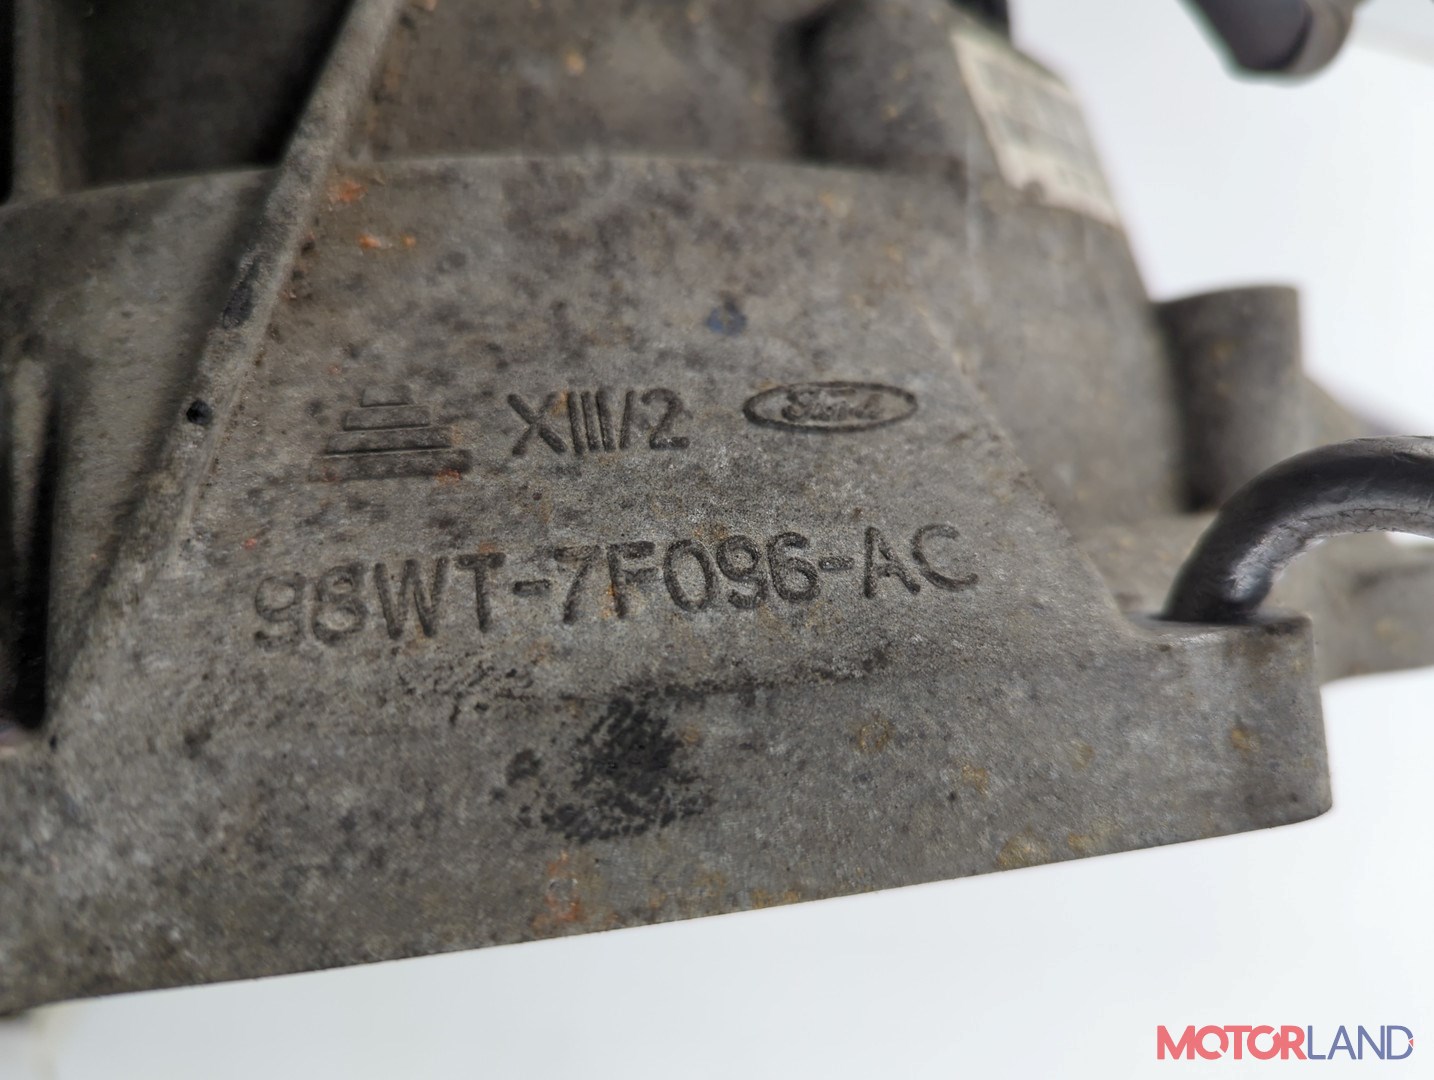 XIII/2 Ford
98WT-7F096-AC
MOTORLAND